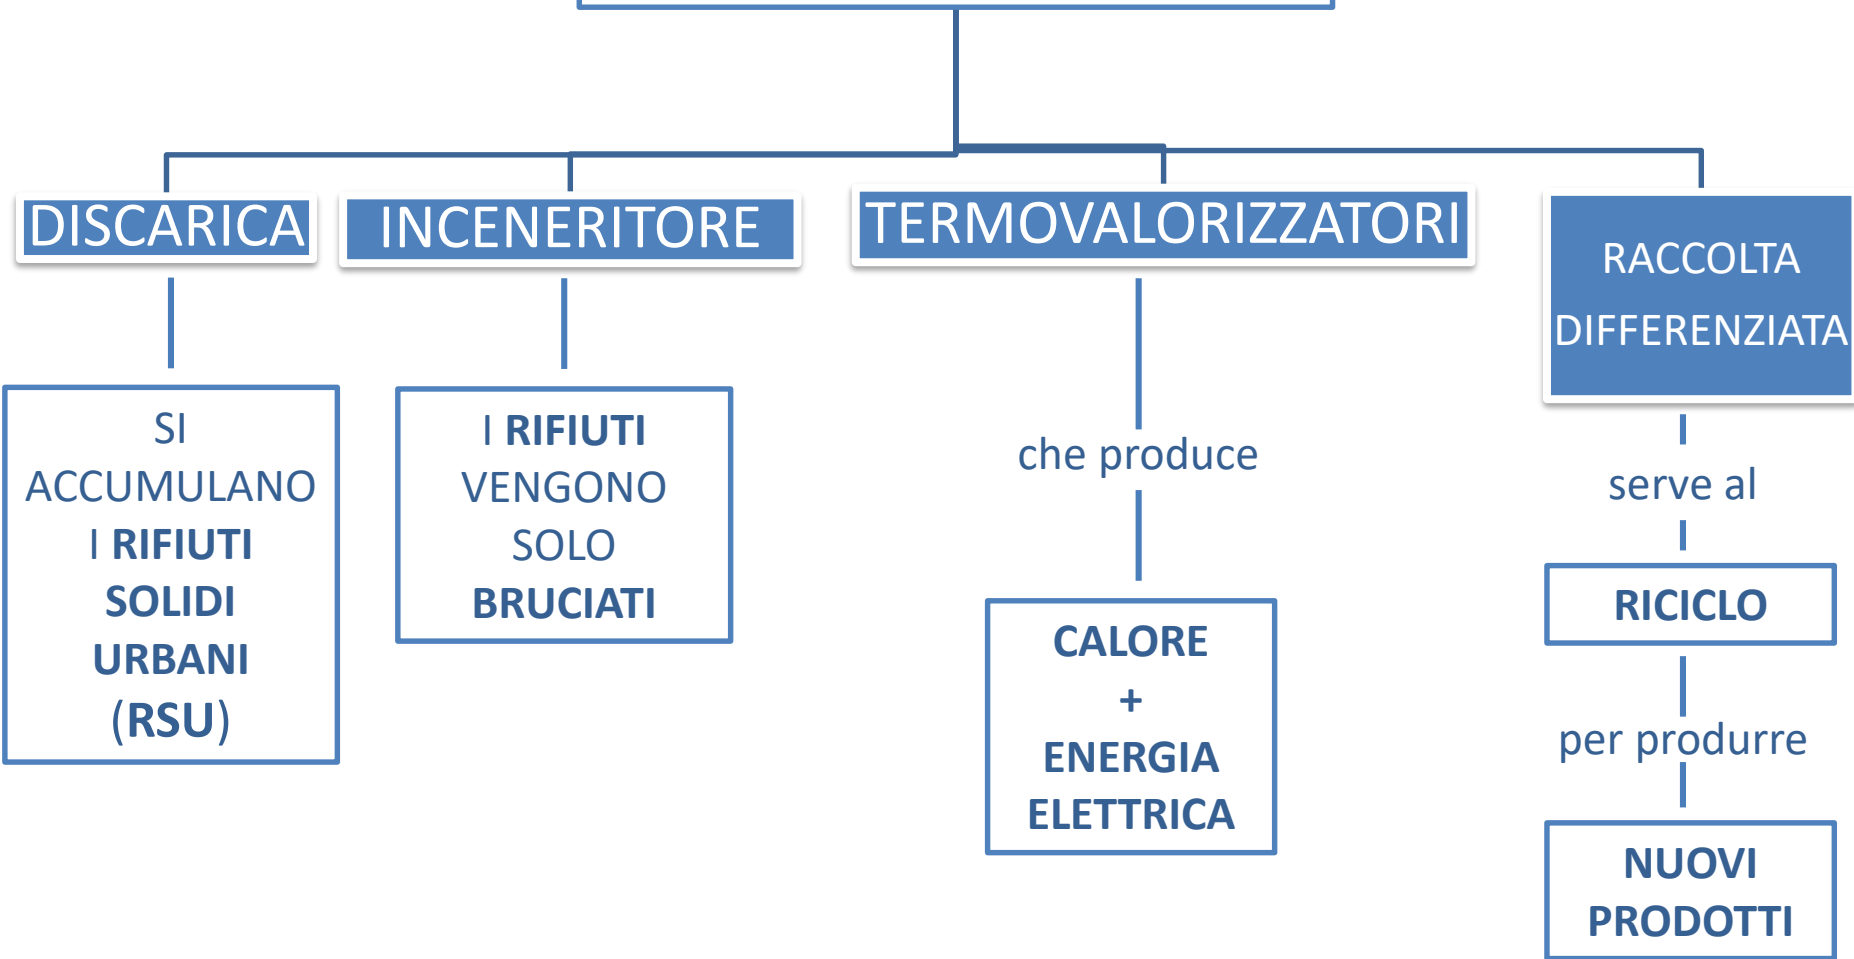 DISCARICA
INCENERITORE
TERMOVALORIZZATORI
RACCOLTA
DIFFERENZIATA
SI
ACCUMULANO
I RIFIUTI
SOLIDI
URBANI
(RSU)
I RIFIUTI
VENGONO
SOLO
BRUCIATI
che produce
CALORE
+
ENERGIA
ELETTRICA
serve al
RICICLO
per produrre
NUOVI
PRODOTTI